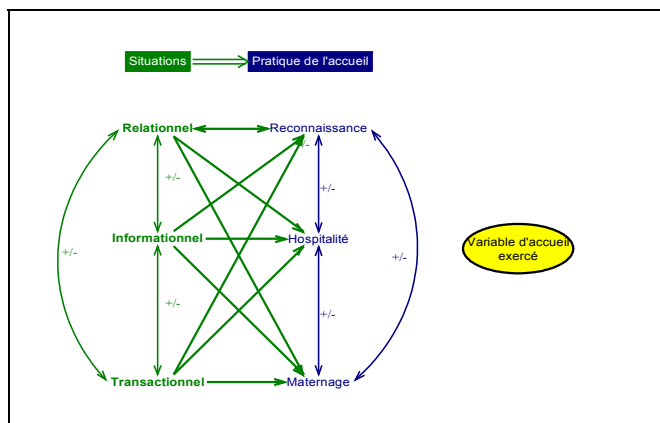 Situations
Pratique de l'accueil
Relationnel
Reconnaissance
+/-
+/-
+/-
Informationnel
Hospitalité
Variable d'accueil
exercé
+/-
+/-
+/-
+/-
Transactionnel
Maternage